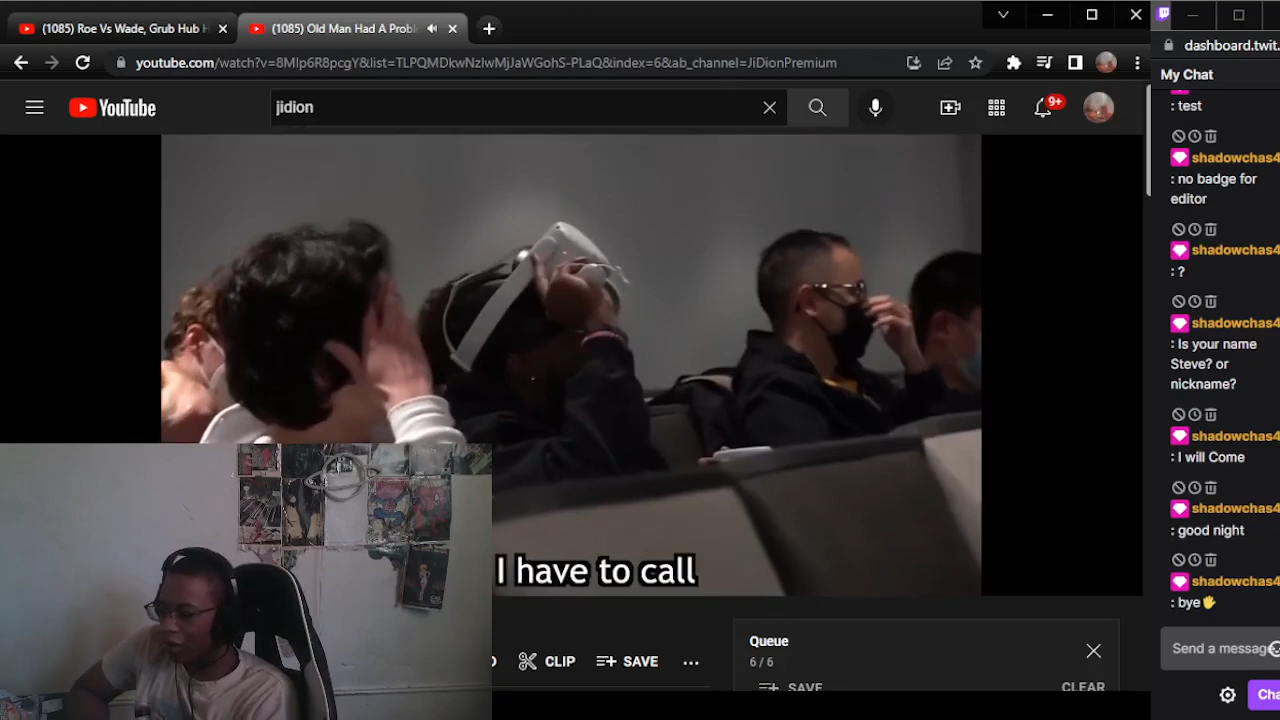 (1085) Roe Vs Wade, Grub Hub H
(1085) Old Man Had A Probl
youtube.com/watch?v=8MIp6R8pcgY&list=TLPQMDkwNzIwMjJaWGohS-PLaQ&index=6&ab_channel=JiDionPremium
dashboard.twit.
YouTube
jidion
9+
My Chat
: test
shadowchas4
: no badge for
editor
shadowchas4
: ?
shadowchas4
: Is your name
Steve? or
nickname?
shadowchas4
: I will Come
shadowchas4
: good night
shadowchas4
: bye
I have to call
CLIP
SAVE
Queue
6 / 6
SAVE
CLEAR
Send a message
Cha